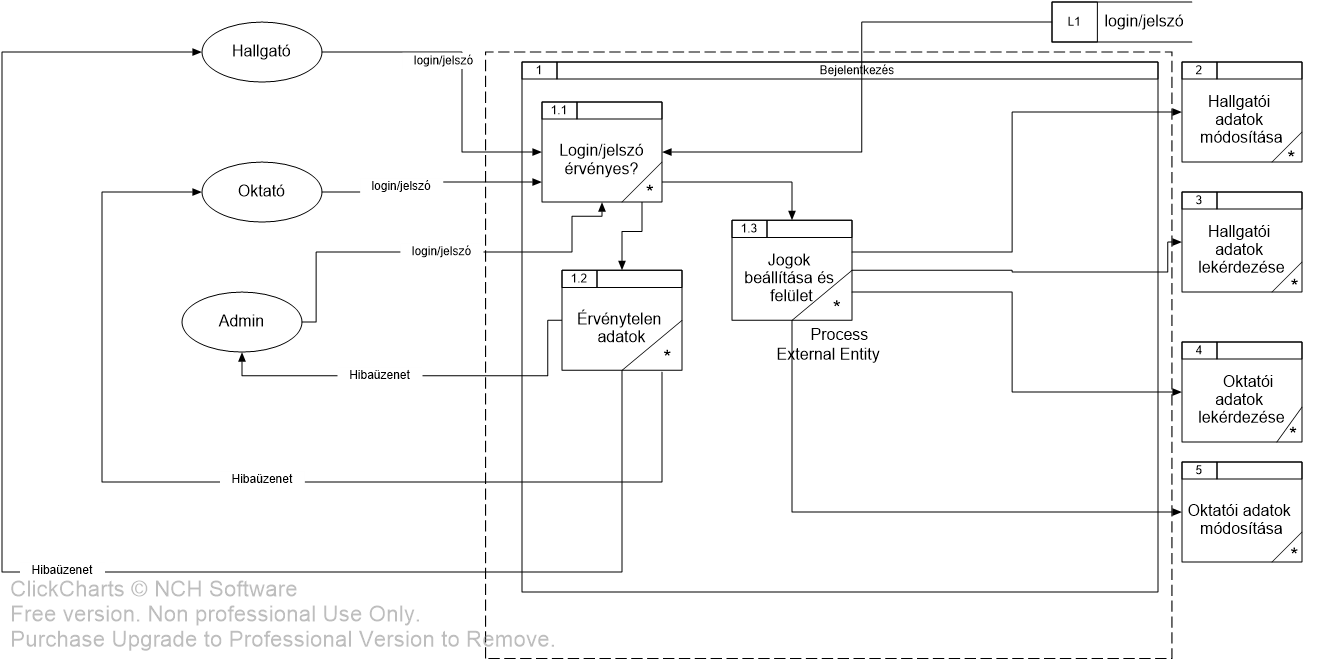 L1
login/jelszó
Hallgató
login/jelszó
1
Bejelentkezés
2
Hallgatói
adatok
módosítása
*
1.1
Login/jelszó
érvényes?
*
Oktató
login/jelszó
3
Hallgatói
adatok
lekérdezése
*
1.3
Jogok
beállítása és
felület
*
login/jelszó
1.2
Érvénytelen
adatok
*
Admin
Process
External Entity
4
Oktatói
adatok
lekérdezése
*
Hibaüzenet
Hibaüzenet
5
Oktatói adatok
módosítása
*
Hibaüzenet
ClickCharts © NCH Software
Free version. Non professional Use Only.
Purchase Upgrade to Professional Version to Remove.